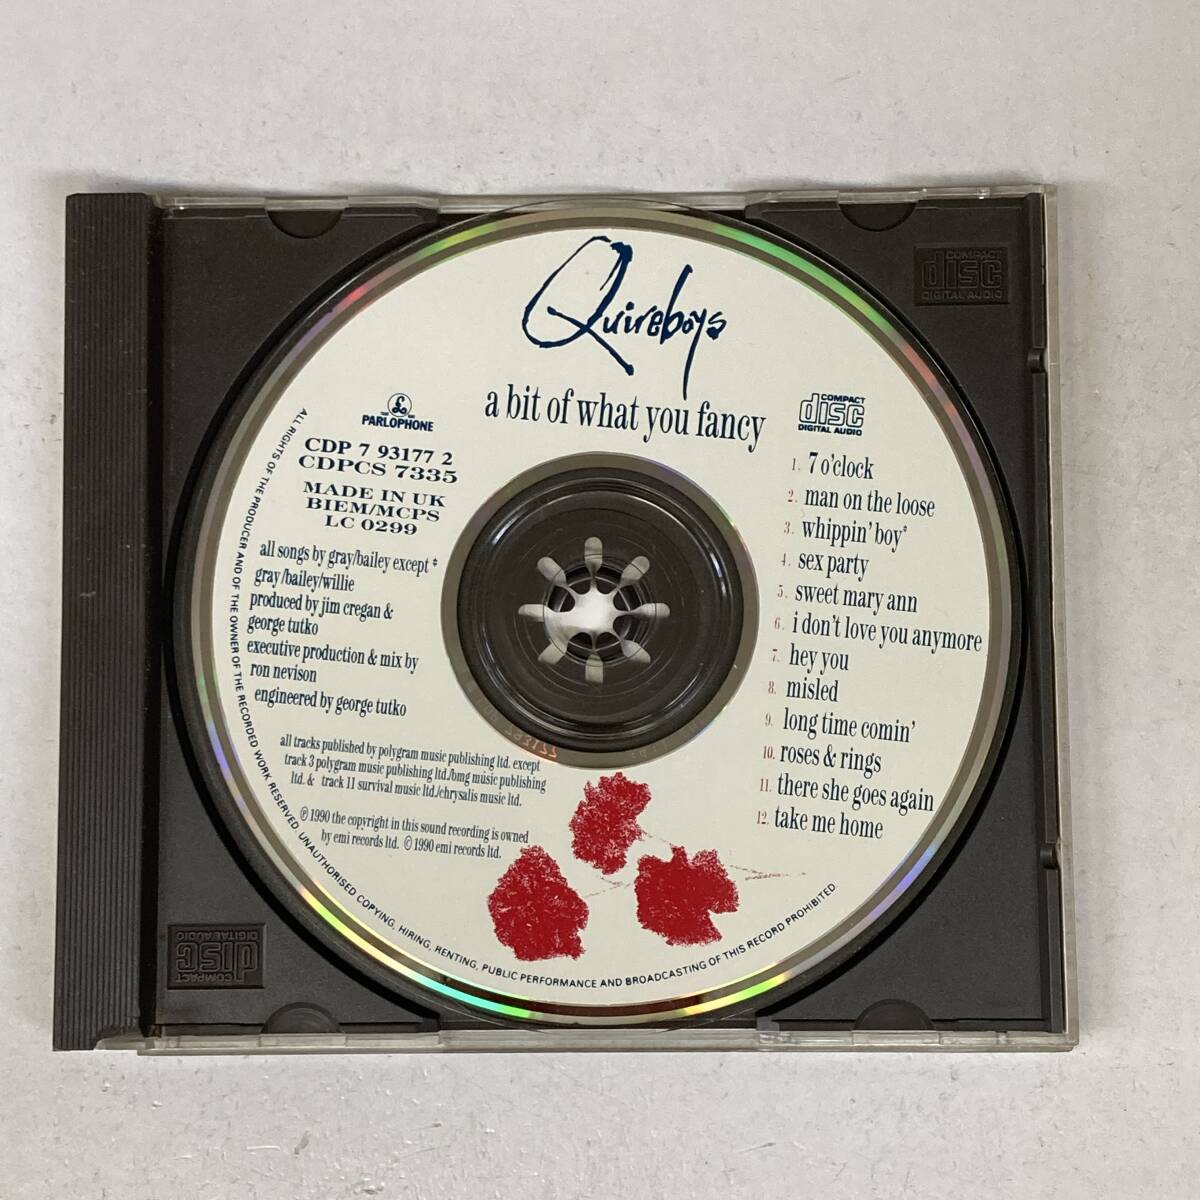 Quireboys
a bit of what you fancy
PARLOPHONE
CDP 7 93177 2
CDPCS 7335
MADE IN UK
BIEM/MCPS
LC 0299
all songs by gray/bailey except *
gray/bailey/willie
produced by jim cregan &
george tutko
executive production & mix by
ron nevison
engineered by george tutko
all tracks published by polygram music publishing ltd. except
track 3 polygram music publishing ltd./bmg music publishing
ltd. & track 11 survival music ltd./chrysalis music ltd.
℗ 1990 the copyright in this sound recording is owned
by emi records ltd. © 1990 emi records ltd.
COMPACT
disc
DIGITAL AUDIO
1. 7 o'clock
2. man on the loose
3. whippin' boy*
4. sex party
5. sweet mary ann
6. i don't love you anymore
7. hey you
8. misled
9. long time comin'
10. roses & rings
11. there she goes again
12. take me home
ALL RIGHTS OF THE PRODUCER AND OF THE OWNER OF THE RECORDED WORK RESERVED. UNAUTHORISED COPYING, HIRING, RENTING, PUBLIC PERFORMANCE AND BROADCASTING OF THIS RECORD PROHIBITED.
COMPACT
disc
DIGITAL AUDIO
COMPACT
disc
DIGITAL AUDIO